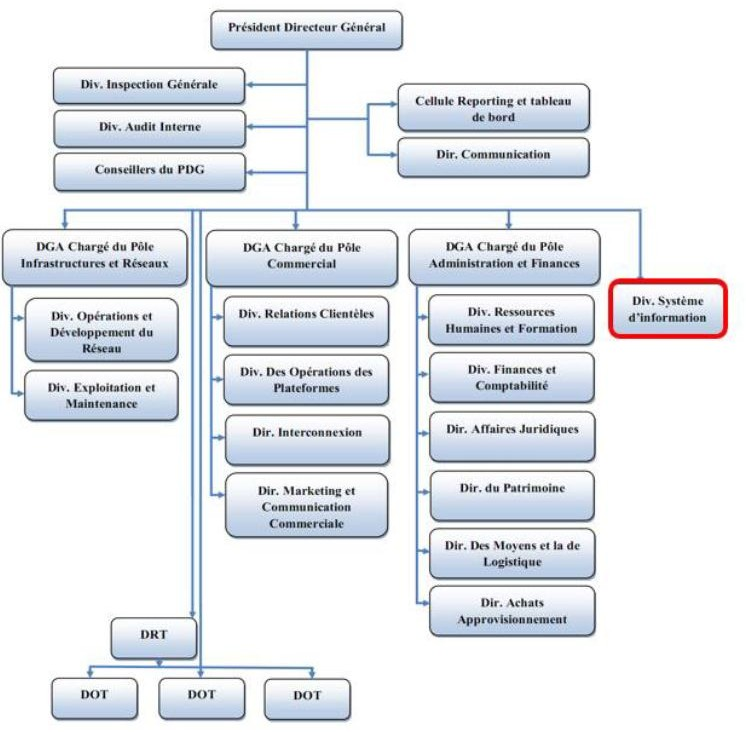 Président Directeur Général
Div. Inspection Générale
Div. Audit Interne
Conseillers du PDG
Cellule Reporting et tableau
de bord
Dir. Communication
DGA Chargé du Pôle
Infrastructures et Réseaux
Div. Opérations et
Développement du
Réseau
Div. Exploitation et
Maintenance
DGA Chargé du Pôle
Commercial
Div. Relations Clientèles
Div. Des Opérations des
Plateformes
Dir. Interconnexion
Dir. Marketing et
Communication
Commerciale
DGA Chargé du Pôle
Administration et Finances
Div. Ressources
Humaines et Formation
Div. Finances et
Comptabilité
Dir. Affaires Juridiques
Dir. du Patrimoine
Dir. Des Moyens et la de
Logistique
Dir. Achats
Approvisionnement
Div. Système
d'information
DRT
DOT
DOT
DOT